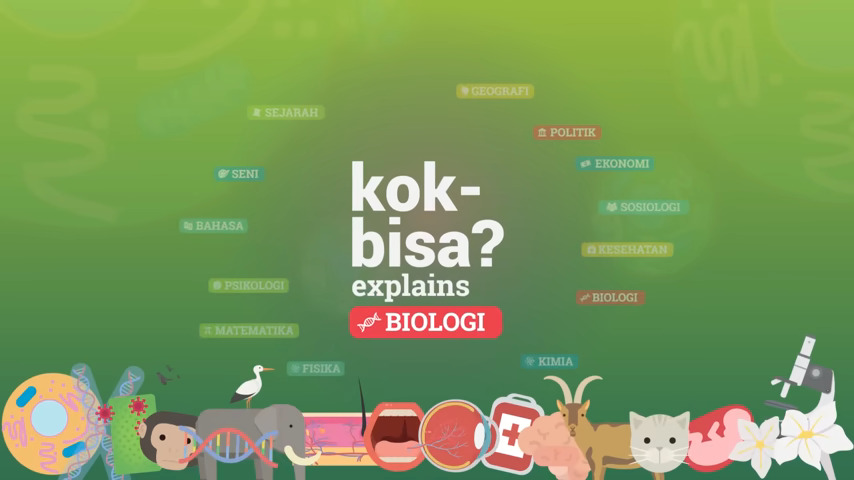 GEOGRAFI
SEJARAH
POLITIK
EKONOMI
SENI
kok-
bisa?
explains
BIOLOGI
SOSIOLOGI
BAHASA
KESEHATAN
PSIKOLOGI
BIOLOGI
MATEMATIKA
KIMIA
FISIKA